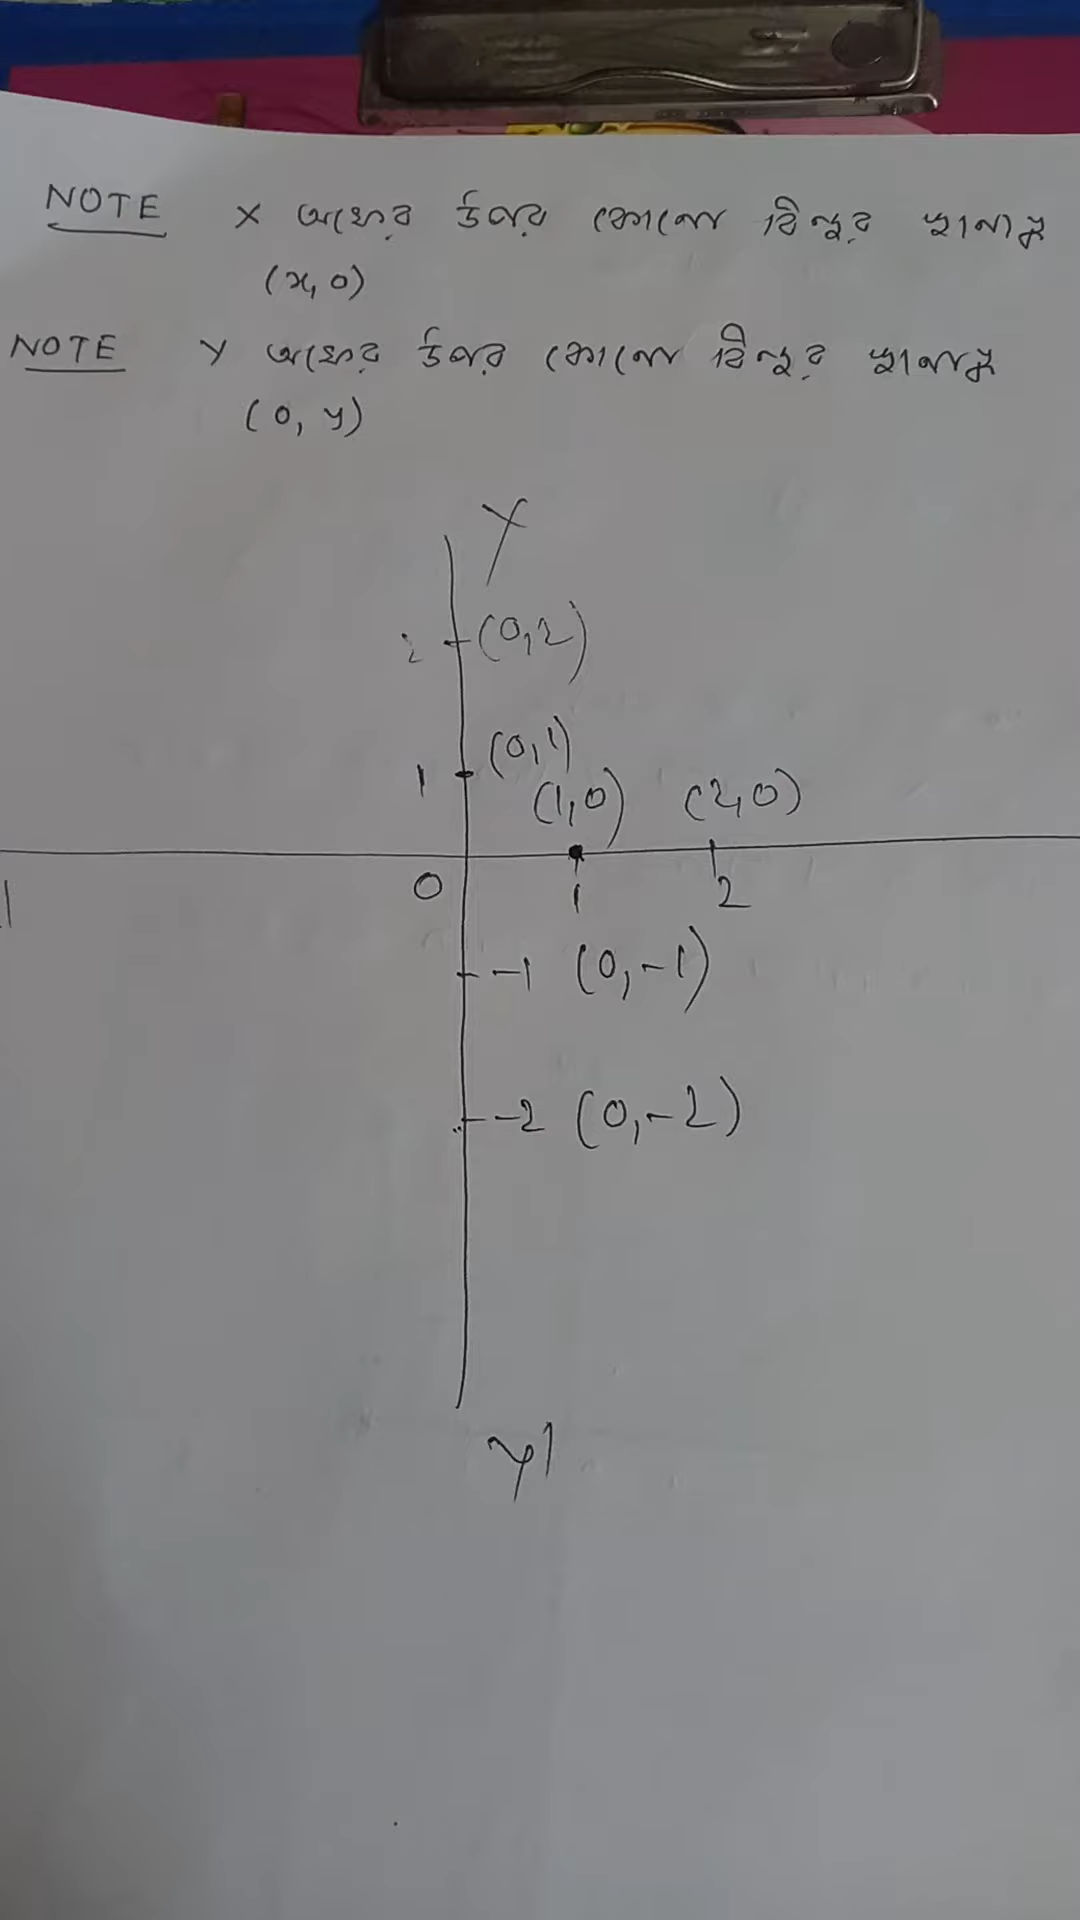 NOTE X অক্ষের উপর কোনো বিন্দুর স্থানাঙ্ক
(x, 0)
NOTE Y অক্ষের উপর কোনো বিন্দুর স্থানাঙ্ক
(0, y)
Y
2 (0,2)
1 (0,1)
(1,0) (2,0)
0 1 2
-1 (0,-1)
-2 (0,-2)
y1